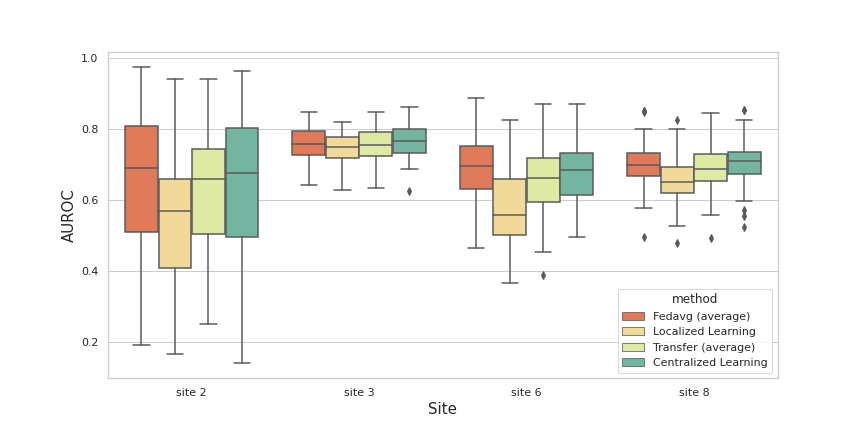 1.0
0.8
0.6
0.4
0.2
AUROC
site 2
site 3
site 6
site 8
Site
method
Fedavg (average)
Localized Learning
Transfer (average)
Centralized Learning